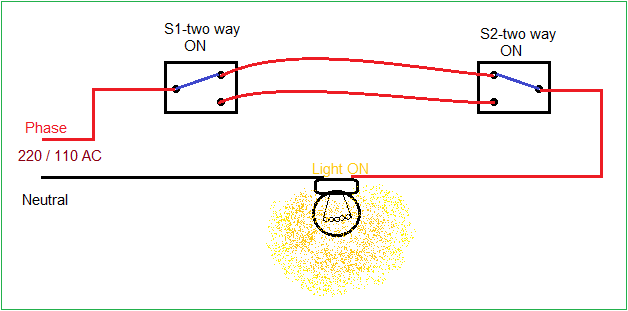 S1-two way
ON
S2-two way
ON
Phase
220 / 110 AC
Light ON
Neutral